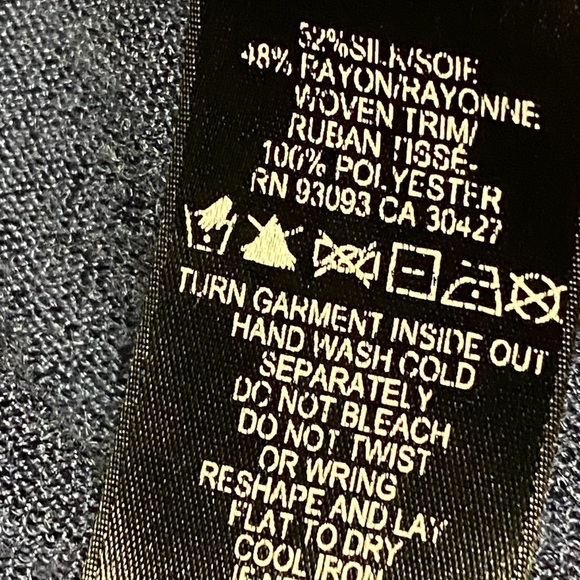 52% SILK/SOIE
48% RAYON/RAYONNE
WOVEN TRIM/
RUBAN TISSÉ-
100% POLYESTER
RN 93093 CA 30427
TURN GARMENT INSIDE OUT
HAND WASH COLD
SEPARATELY
DO NOT BLEACH
DO NOT TWIST
OR WRING
RESHAPE AND LAY
FLAT TO DRY
COOL IRON